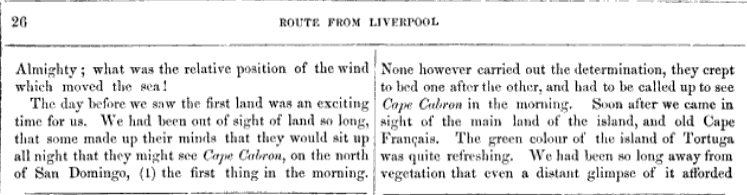 26
ROUTE FROM LIVERPOOL
Almighty; what was the relative position of the wind
which moved the sea!
The day before we saw the first land was an exciting
time for us. We had been out of sight of land so long,
that some made up their minds that they would sit up
all night that they might see Cape Cabron, on the north
of San Domingo, (1) the first thing in the morning.
None however carried out the determination, they crept
to bed one after the other, and had to be called up to see
Cape Cabron in the morning. Soon after we came in
sight of the main land of the island, and old Cape
Français. The green colour of the island of Tortuga
was quite refreshing. We had been so long away from
vegetation that even a distant glimpse of it afforded